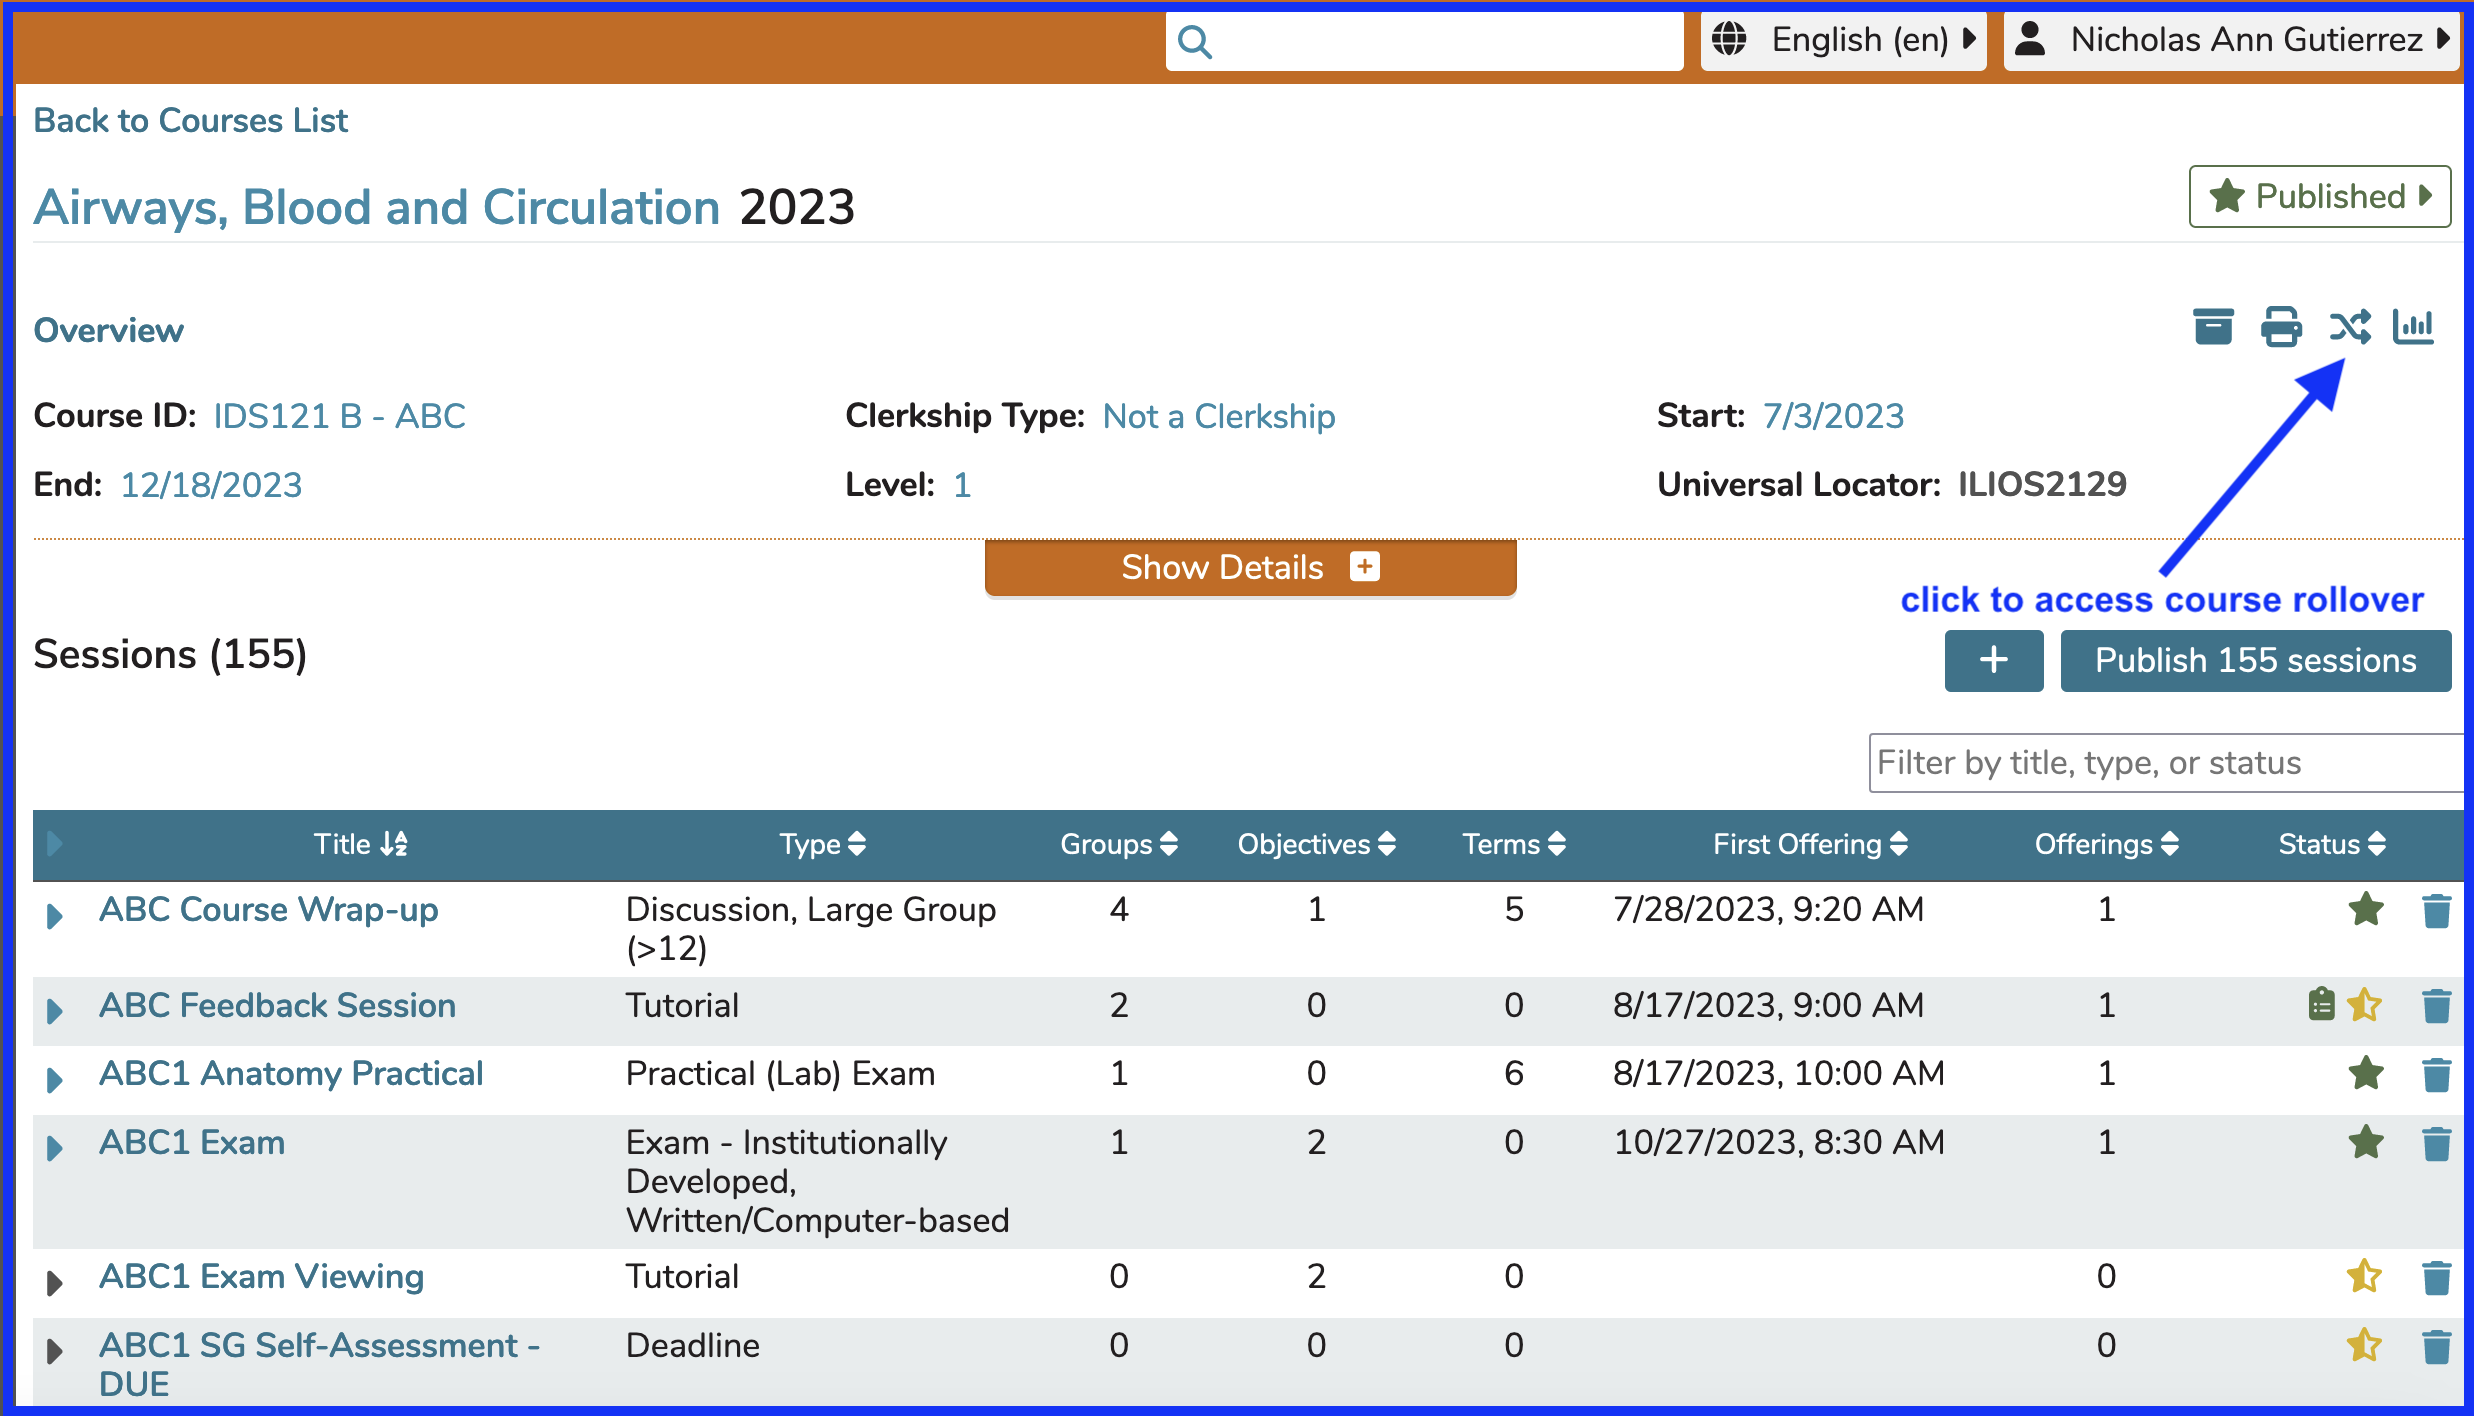 English (en)
Nicholas Ann Gutierrez
Back to Courses List
Airways, Blood and Circulation 2023
Published
Overview
Course ID: IDS121 B - ABC
Clerkship Type: Not a Clerkship
Start: 7/3/2023
End: 12/18/2023
Level: 1
Universal Locator: ILIOS2129
Show Details
click to access course rollover
Sessions (155)
+
Publish 155 sessions
Filter by title, type, or status
Title Type Groups Objectives Terms First Offering Offerings Status
ABC Course Wrap-up Discussion, Large Group 4 1 5 7/28/2023, 9:20 AM 1
(>12)
ABC Feedback Session Tutorial 2 0 0 8/17/2023, 9:00 AM 1
ABC1 Anatomy Practical Practical (Lab) Exam 1 0 6 8/17/2023, 10:00 AM 1
ABC1 Exam Exam - Institutionally 1 2 0 10/27/2023, 8:30 AM 1
Developed,
Written/Computer-based
ABC1 Exam Viewing Tutorial 0 2 0 0
ABC1 SG Self-Assessment - Deadline 0 0 0 0
DUE